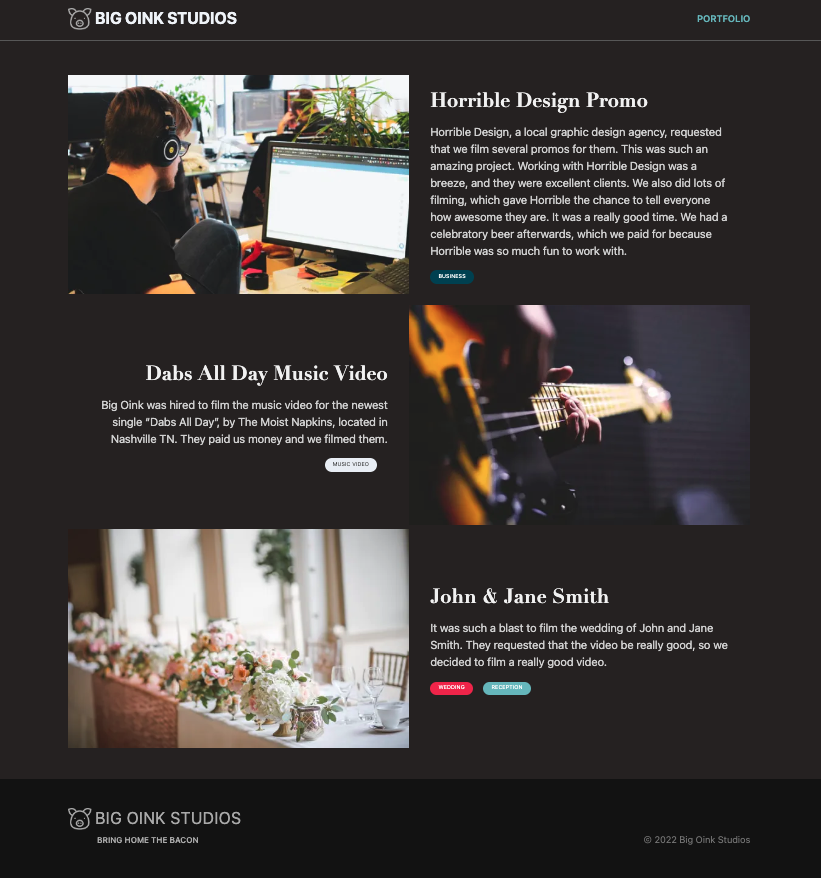 BIG OINK STUDIOS
PORTFOLIO
Horrible Design Promo
Horrible Design, a local graphic design agency, requested
that we film several promos for them. This was such an
amazing project. Working with Horrible Design was a
breeze, and they were excellent clients. We also did lots of
filming, which gave Horrible the chance to tell everyone
how awesome they are. It was a really good time. We had a
celebratory beer afterwards, which we paid for because
Horrible was so much fun to work with.
BUSINESS
Dabs All Day Music Video
Big Oink was hired to film the music video for the newest
single “Dabs All Day”, by The Moist Napkins, located in
Nashville TN. They paid us money and we filmed them.
MUSIC VIDEO
John & Jane Smith
It was such a blast to film the wedding of John and Jane
Smith. They requested that the video be really good, so we
decided to film a really good video.
WEDDING RECEPTION
BIG OINK STUDIOS
BRING HOME THE BACON
© 2022 Big Oink Studios